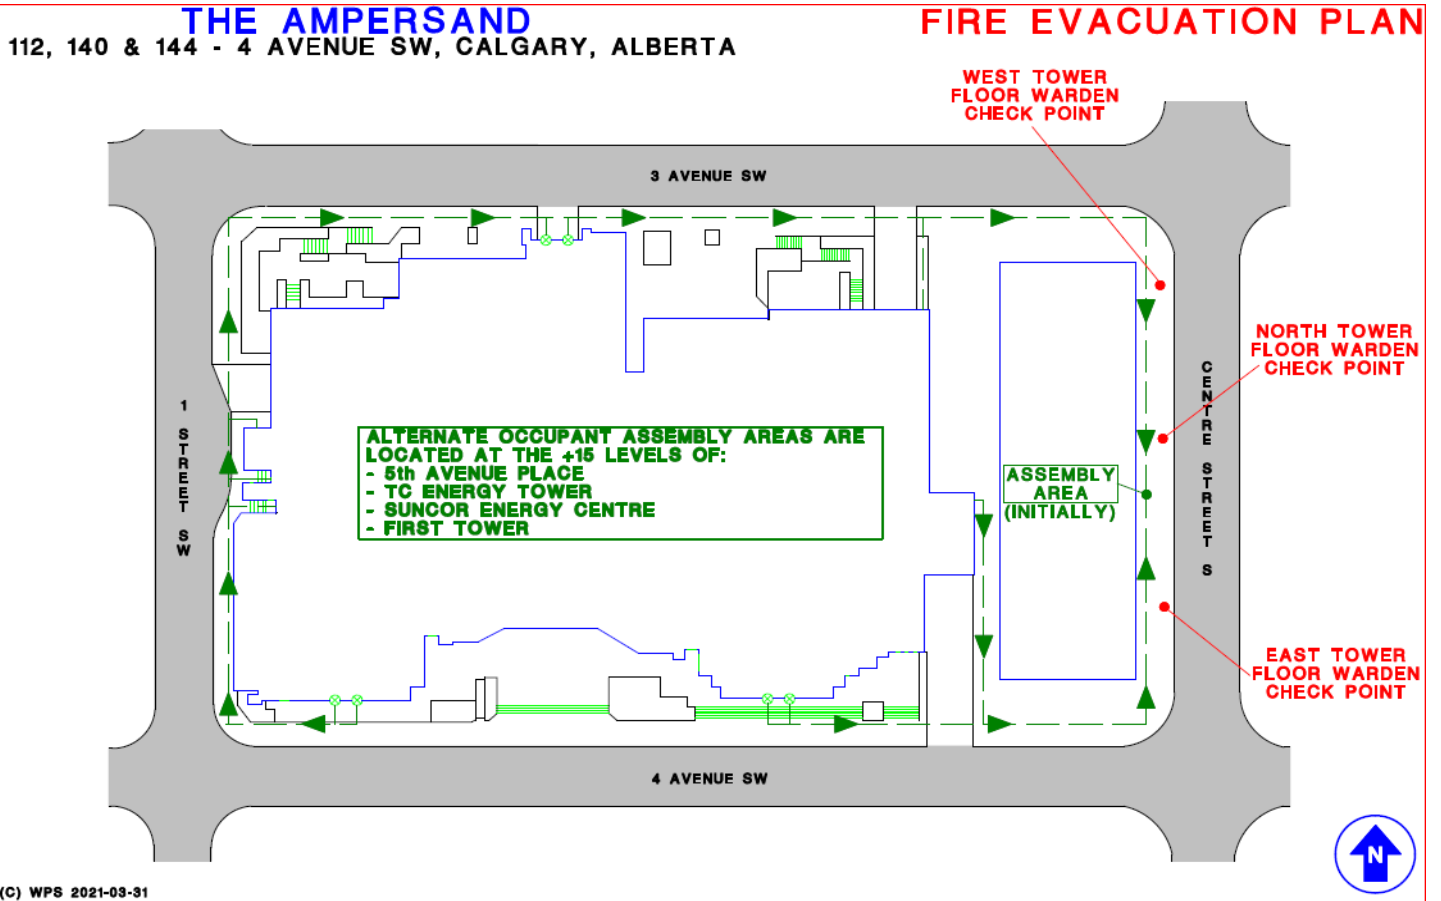 THE AMPERSAND
FIRE EVACUATION PLAN
112, 140 & 144 - 4 AVENUE SW, CALGARY, ALBERTA
WEST TOWER
FLOOR WARDEN
CHECK POINT
3 AVENUE SW
NORTH TOWER
FLOOR WARDEN
CHECK POINT
CENTRE STREET S
1 STREET SW
ALTERNATE OCCUPANT ASSEMBLY AREAS ARE
LOCATED AT THE +15 LEVELS OF:
- 5th AVENUE PLACE
- TC ENERGY TOWER
- SUNCOR ENERGY CENTRE
- FIRST TOWER
ASSEMBLY
AREA
(INITIALLY)
EAST TOWER
FLOOR WARDEN
CHECK POINT
4 AVENUE SW
N
(C) WPS 2021-03-31